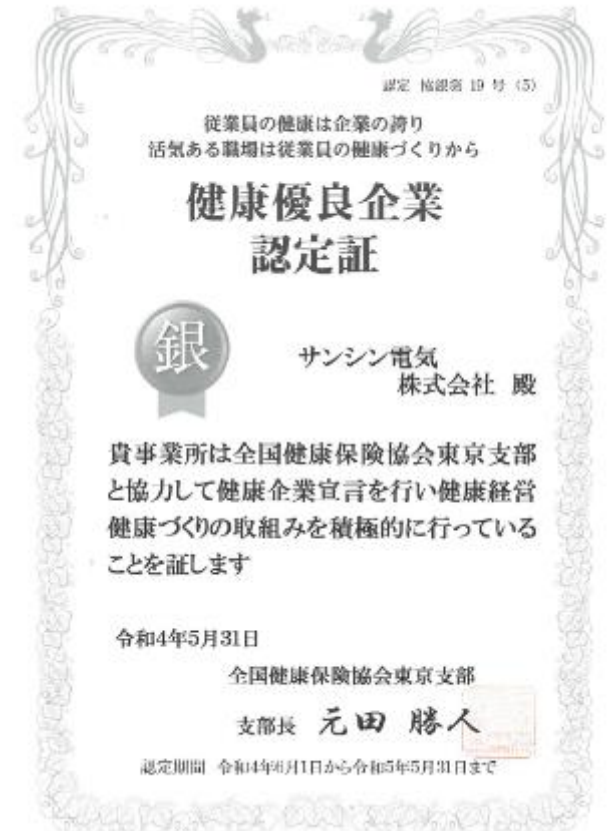 認定 協銀第 19 号 (5)
従業員の健康は企業の誇り
活気ある職場は従業員の健康づくりから
健康優良企業
認定証
銀
サンシン電気
株式会社 殿
貴事業所は全国健康保険協会東京支部
と協力して健康企業宣言を行い健康経営
健康づくりの取組みを積極的に行っている
ことを証します
令和4年5月31日
全国健康保険協会東京支部
支部長 元田 勝人
認定期間 令和4年6月1日から令和5年5月31日まで